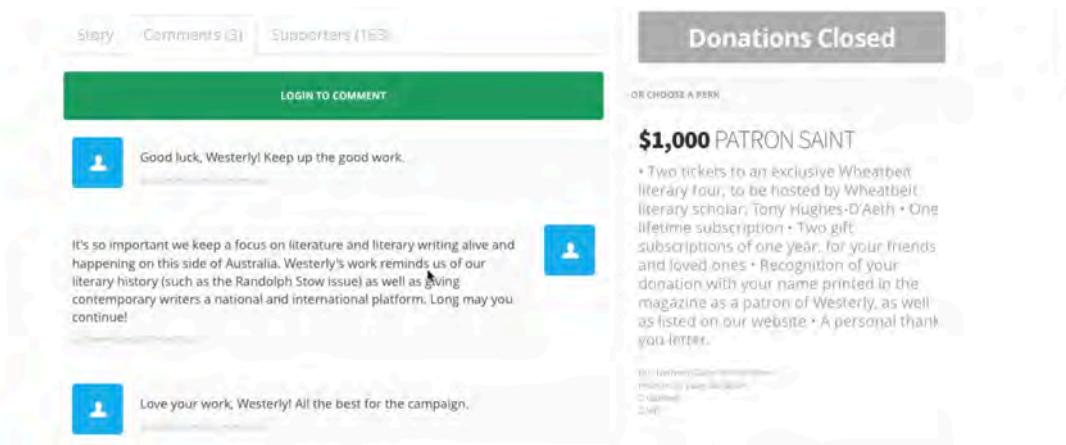 Story Comments (3) Supporters (163)
LOGIN TO COMMENT
Good luck, Westerly! Keep up the good work.
It's so important we keep a focus on literature and literary writing alive and
happening on this side of Australia. Westerly's work reminds us of our
literary history (such as the Randolph Stow issue) as well as giving
contemporary writers a national and international platform. Long may you
continue!
Love your work, Westerly! All the best for the campaign.
Donations Closed
OR CHOOSE A PERK
$1,000 PATRON SAINT
• Two tickets to an exclusive Wheatbelt
literary tour, to be hosted by Wheatbelt
literary scholar, Tony Hughes-D'Aeth • One
lifetime subscription • Two gift
subscriptions of one year, for your friends
and loved ones • Recognition of your
donation with your name printed in the
magazine as a patron of Westerly, as well
as listed on our website • A personal thank
you letter.